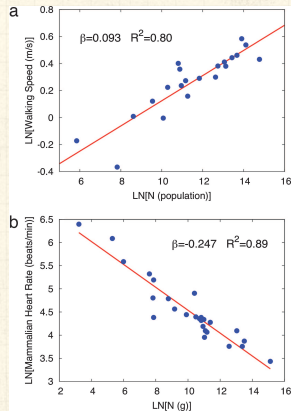 a
β=0.093 R²=0.80
LN[Walking Speed (m/s)]
0.8
0.6
0.4
0.2
0
-0.2
-0.4
6 8 10 12 14 16
LN[N (population)]
b
β=-0.247 R²=0.89
LN[Mammalian Heart Rate (beats/min)]
6.5
6
5.5
5
4.5
4
3.5
3
2 4 6 8 10 12 14 16
LN[N (g)]